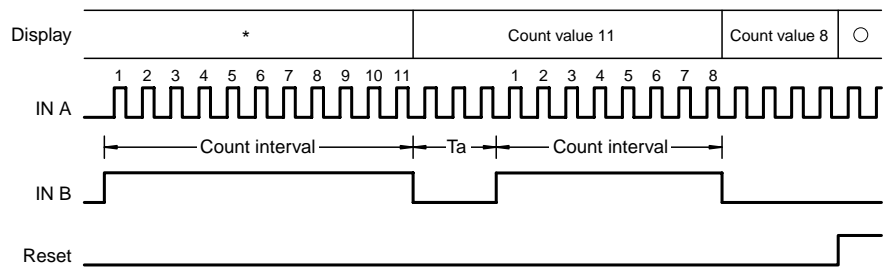 Display * Count value 11 Count value 8 ○
1 2 3 4 5 6 7 8 9 10 11 1 2 3 4 5 6 7 8
IN A
Count interval Ta Count interval
IN B
Reset